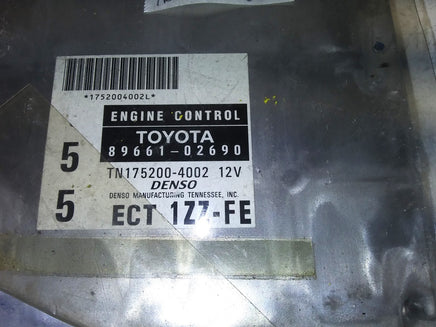 *1752004002L*
ENGINE CONTROL
TOYOTA
89661-02690
5
TN175200-4002 12V
DENSO
DENSO MANUFACTURING TENNESSEE, INC.
5
ECT 1ZZ-FE